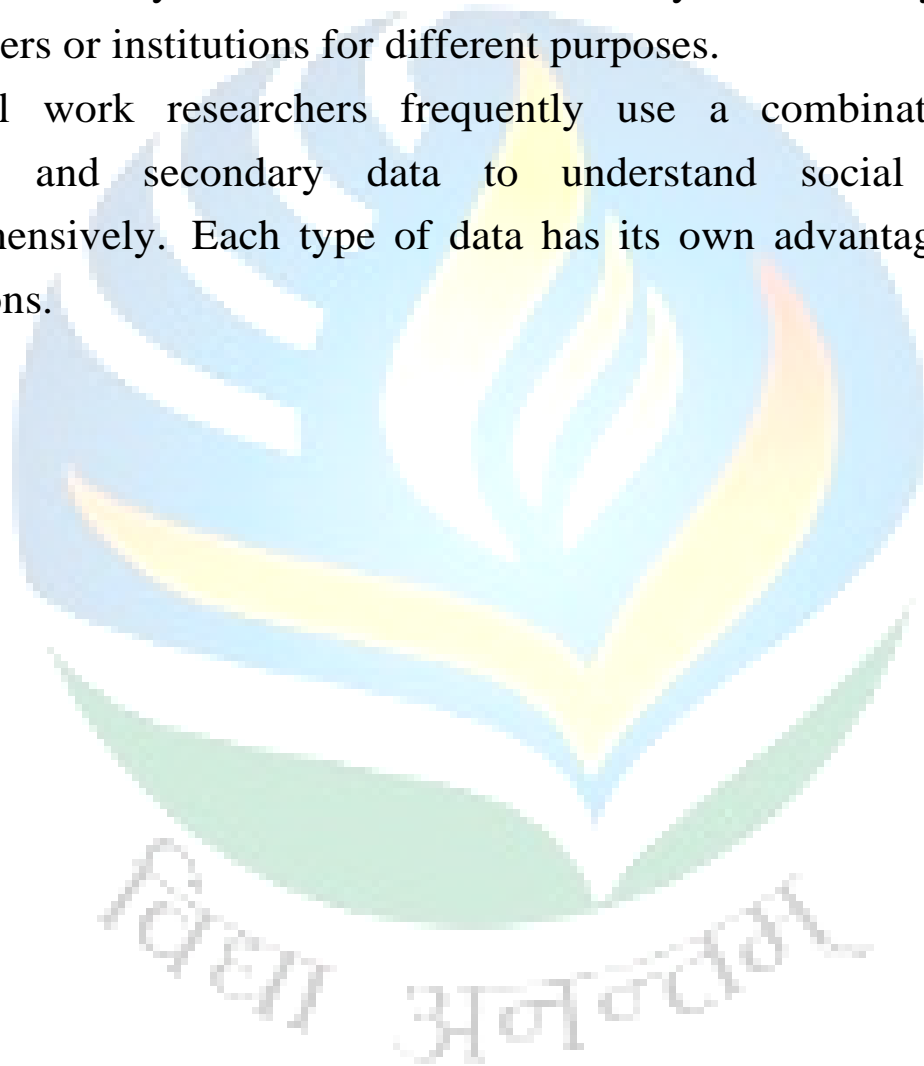 ers or institutions for different purposes.
l work researchers frequently use a combinat
and secondary data to understand social
hensively. Each type of data has its own advantag
ons.
विद्या अनन्तम्